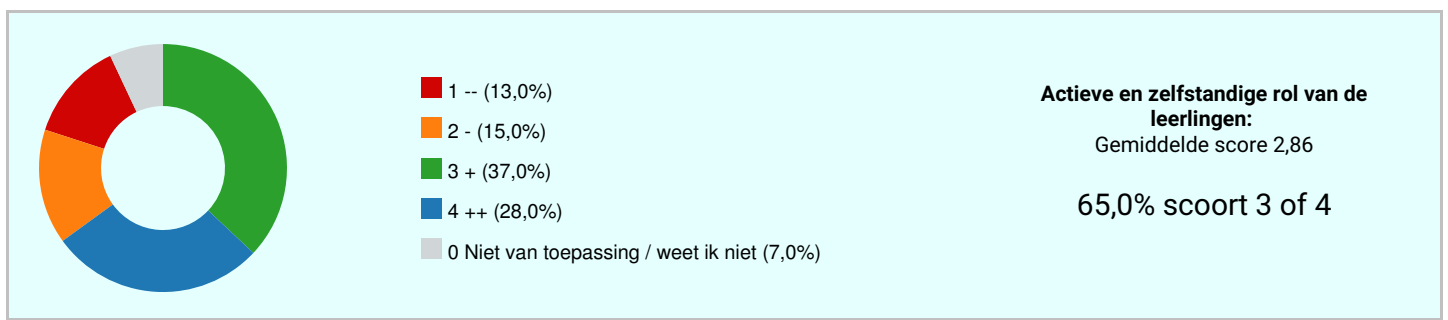 1 -- (13,0%)
2 - (15,0%)
3 + (37,0%)
4 ++ (28,0%)
0 Niet van toepassing / weet ik niet (7,0%)
Actieve en zelfstandige rol van de
leerlingen:
Gemiddelde score 2,86
65,0% scoort 3 of 4